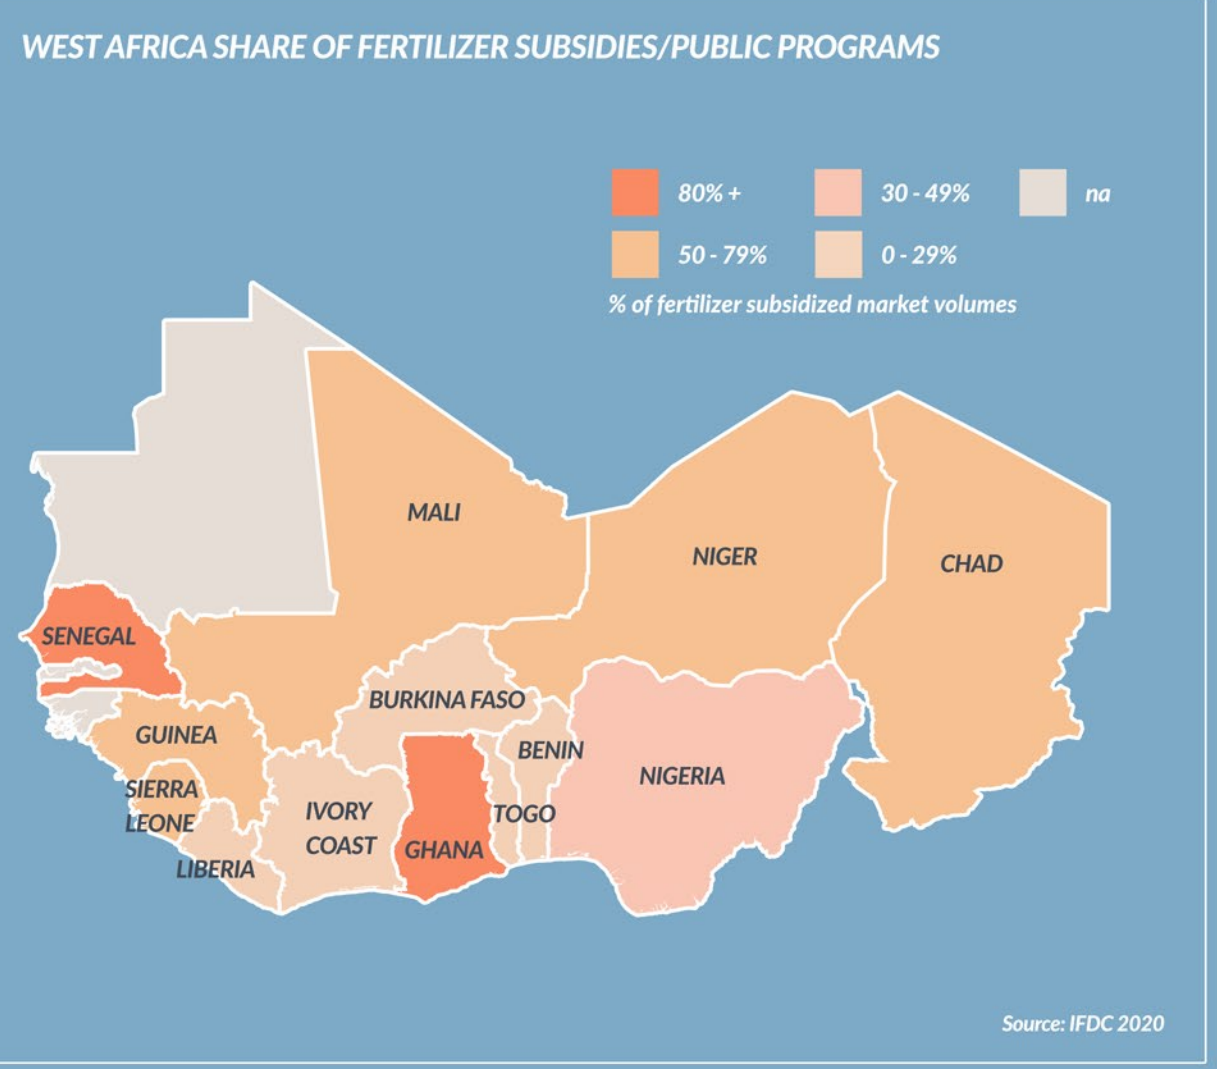 WEST AFRICA SHARE OF FERTILIZER SUBSIDIES/PUBLIC PROGRAMS
80% +
30 - 49%
na
50 - 79%
0 - 29%
% of fertilizer subsidized market volumes
MALI
NIGER
CHAD
SENEGAL
BURKINA FASO
GUINEA
BENIN
NIGERIA
SIERRA
LEONE
IVORY
COAST
TOGO
GHANA
LIBERIA
Source: IFDC 2020